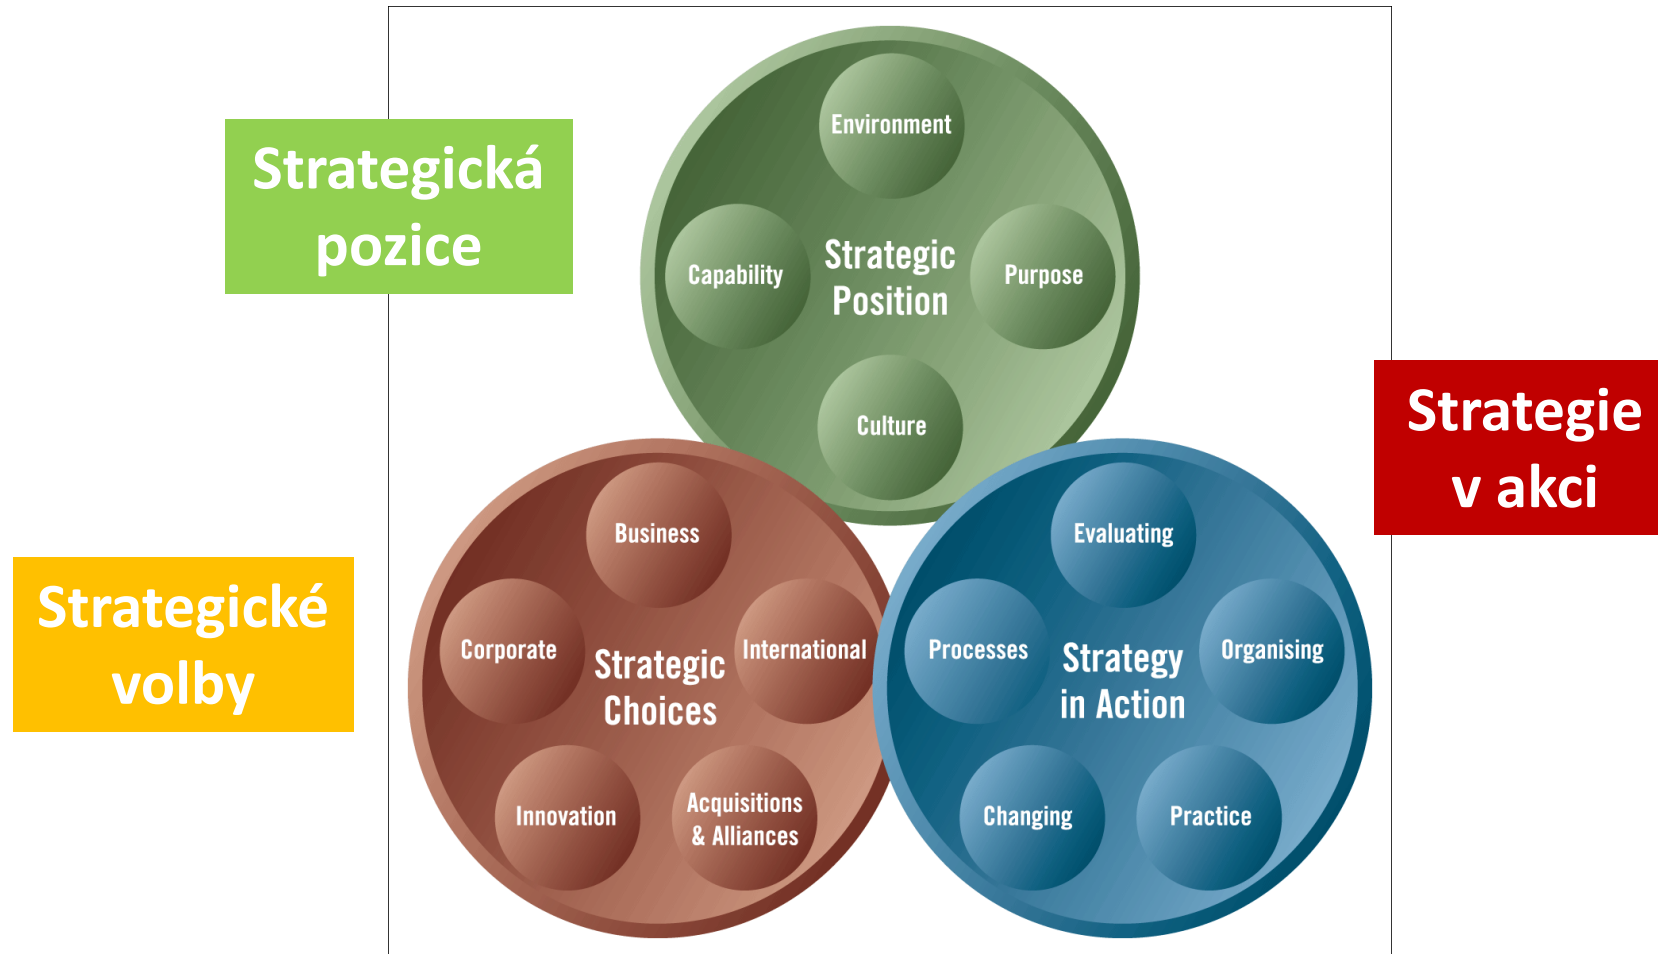 Strategická
pozice
Environment
Capability
Strategic
Position
Purpose
Culture
Strategie
v akci
Strategické
volby
Business
Corporate
Strategic
Choices
International
Innovation
Acquisitions
& Alliances
Evaluating
Processes
Strategy
in Action
Organising
Changing
Practice